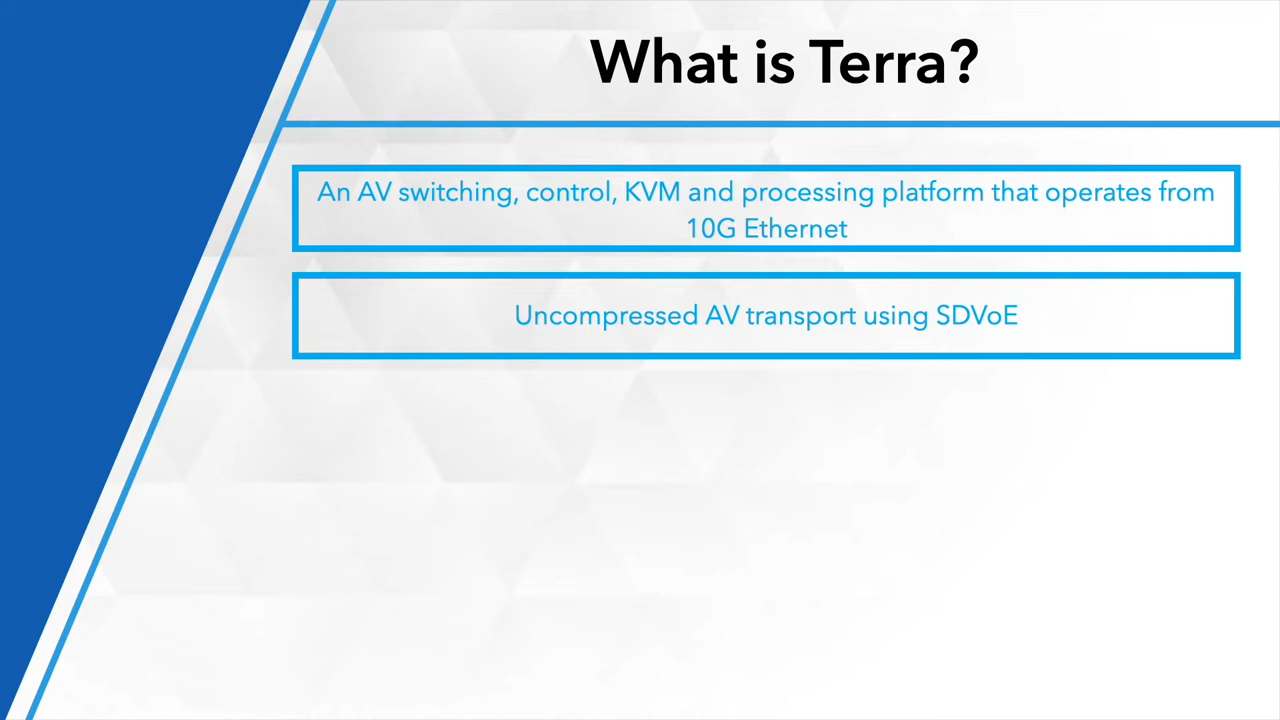 What is Terra?
An AV switching, control, KVM and processing platform that operates from
10G Ethernet
Uncompressed AV transport using SDVoE